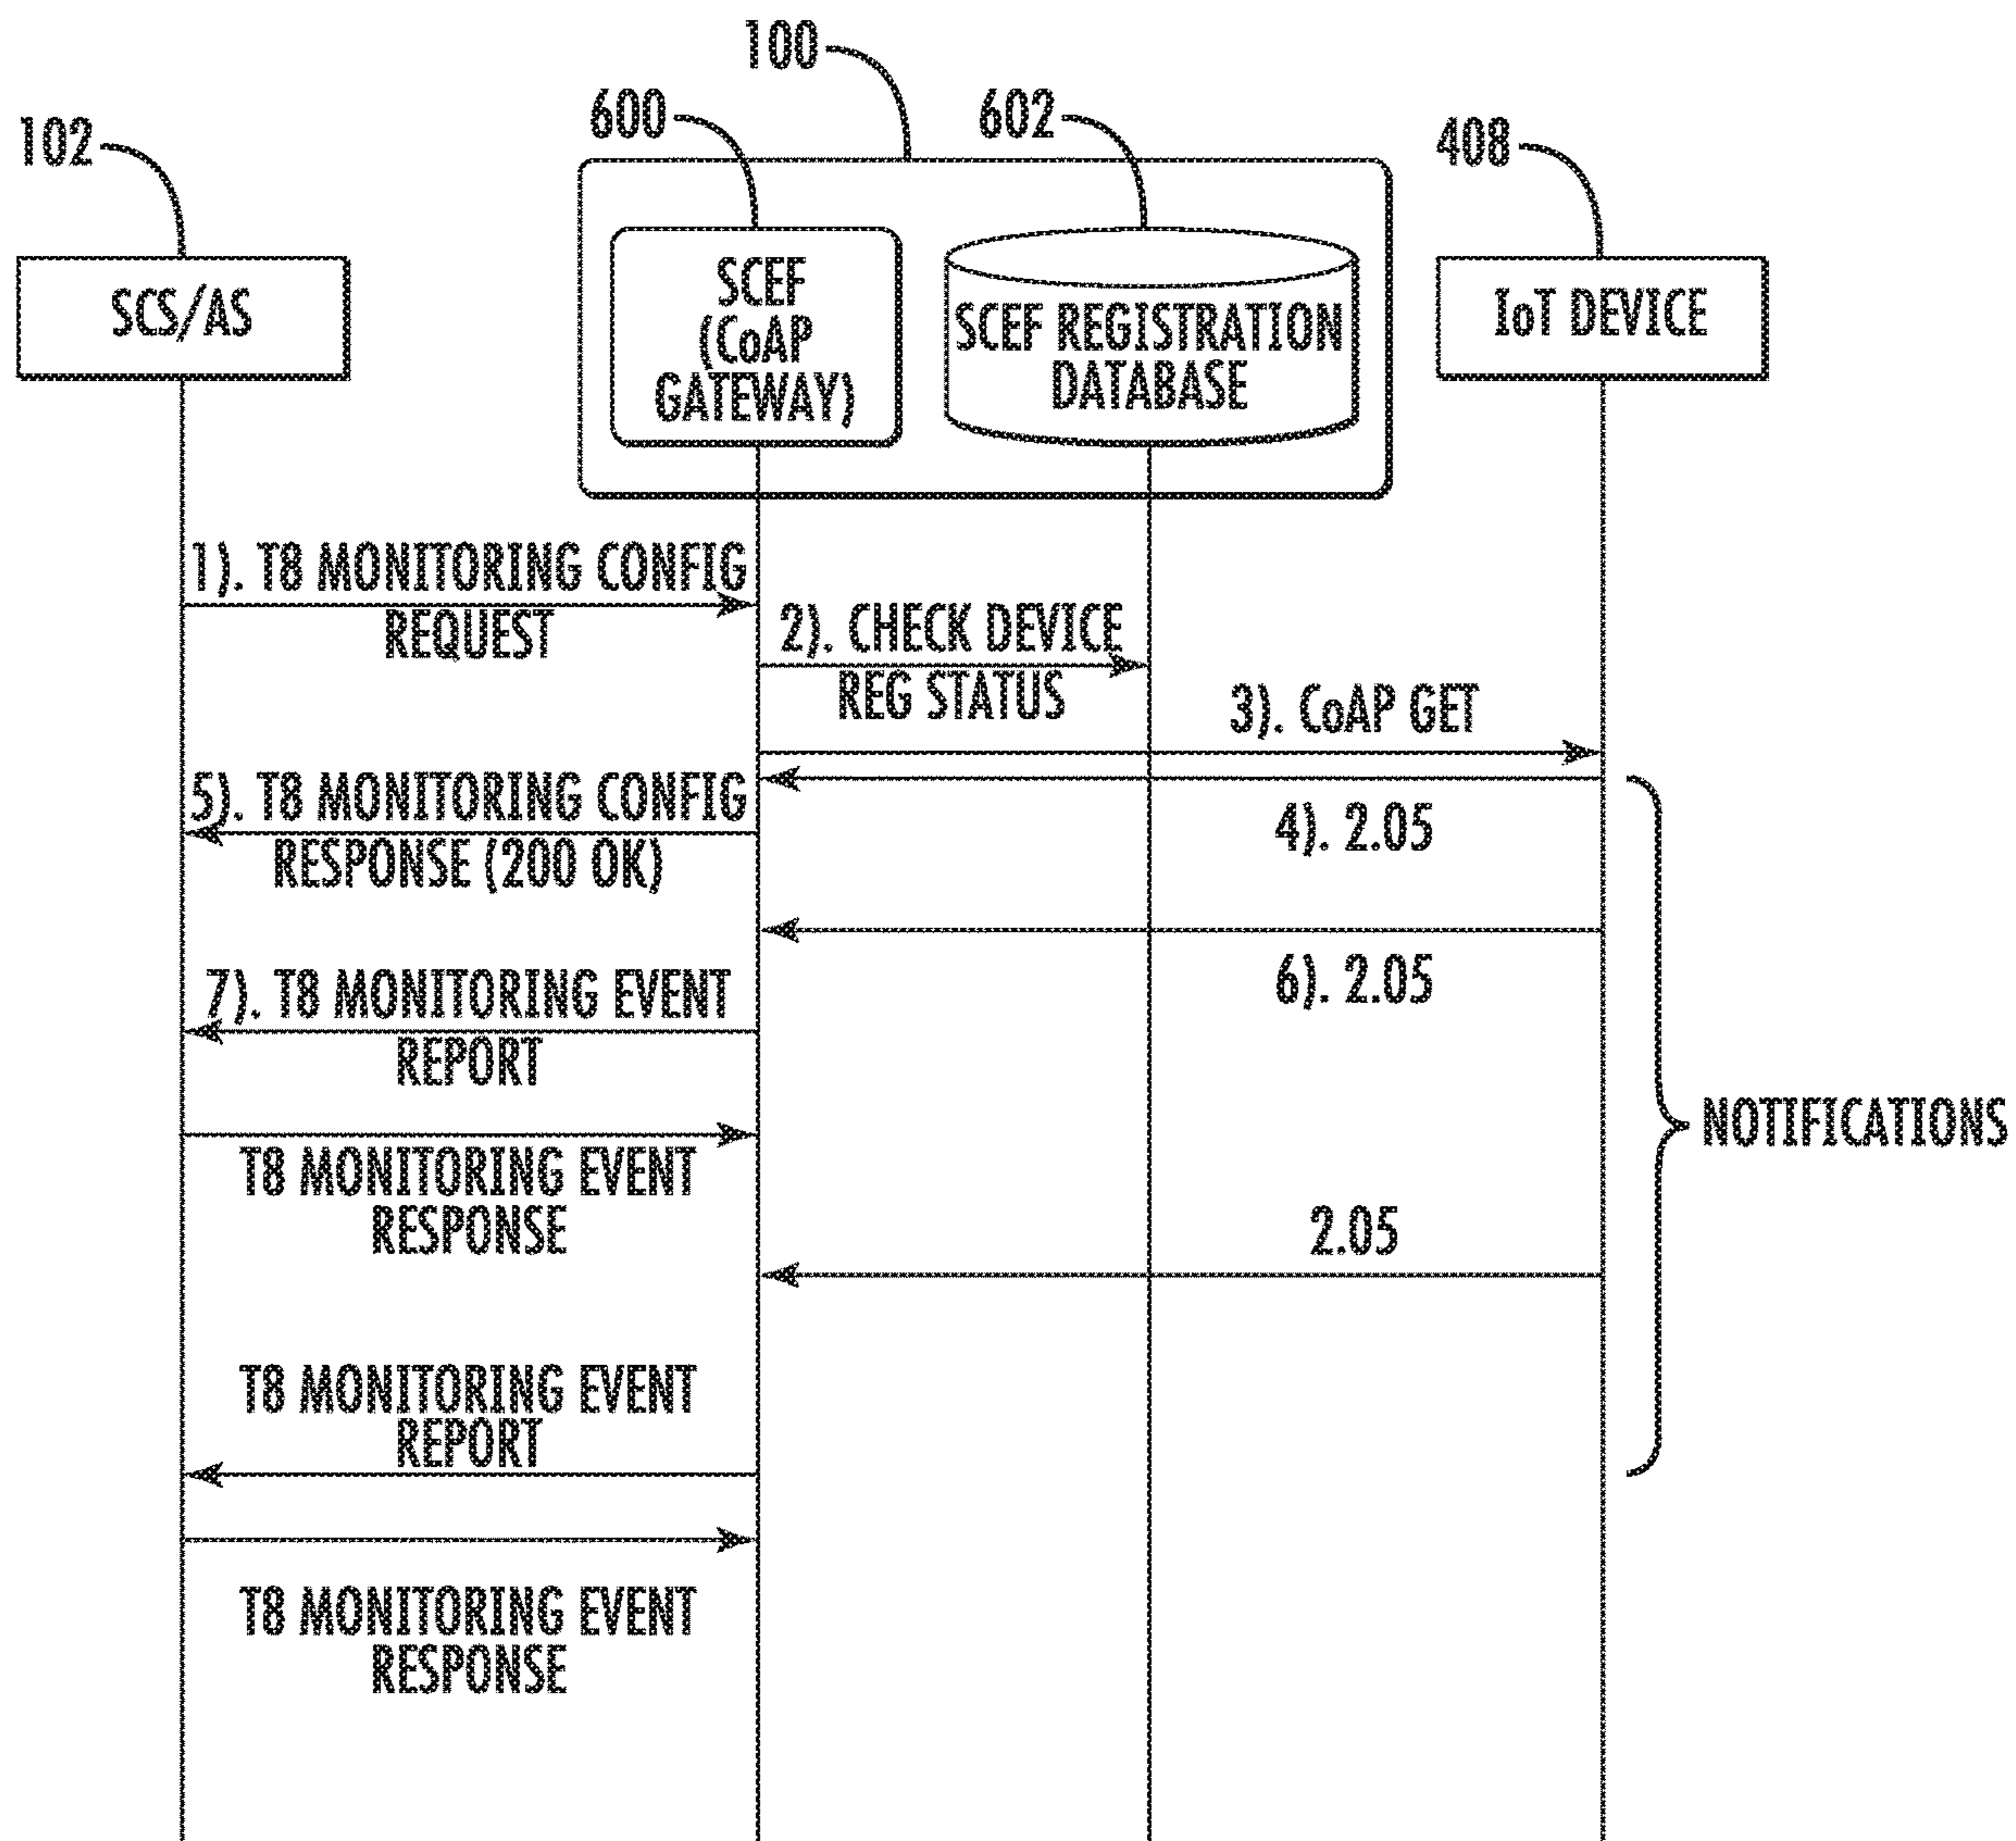 100
600
602
102
408
SCS/AS
SCEF
(CoAP
GATEWAY)
SCEF REGISTRATION
DATABASE
IoT DEVICE
1). T8 MONITORING CONFIG
REQUEST
2). CHECK DEVICE
REG STATUS
3). CoAP GET
5). T8 MONITORING CONFIG
RESPONSE (200 OK)
4). 2.05
6). 2.05
7). T8 MONITORING EVENT
REPORT
NOTIFICATIONS
T8 MONITORING EVENT
RESPONSE
2.05
T8 MONITORING EVENT
REPORT
T8 MONITORING EVENT
RESPONSE